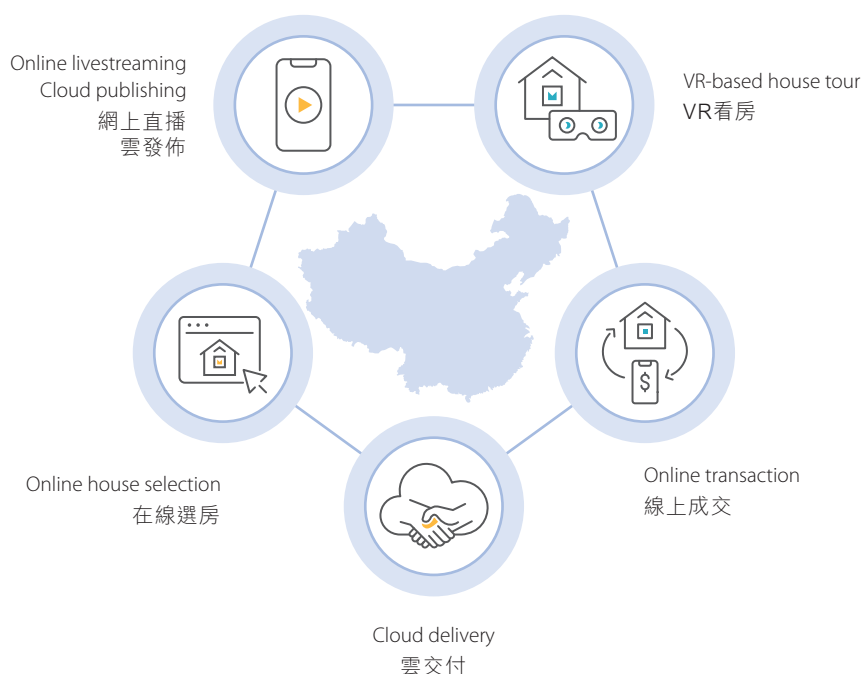 Online livestreaming
Cloud publishing
網上直播
雲發佈
VR-based house tour
VR看房
Online house selection
在線選房
Online transaction
線上成交
$
Cloud delivery
雲交付